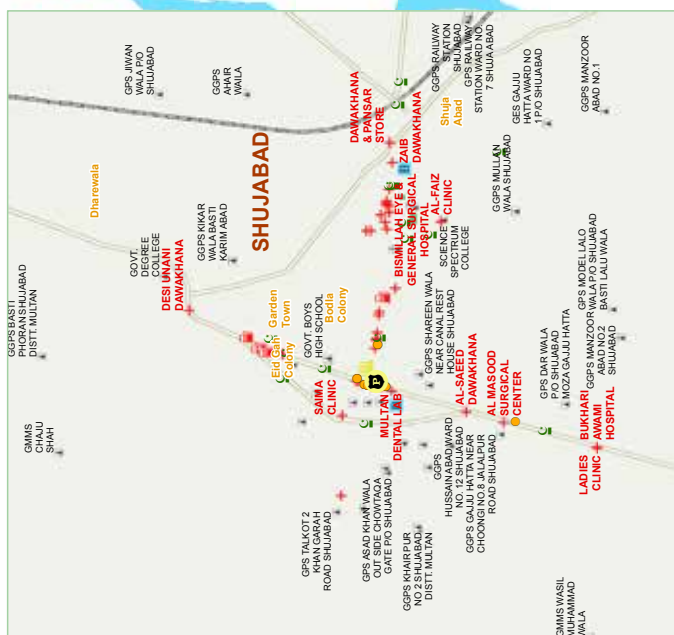 GPS JIWAN
WALA P/O
SHUJABAD
GGPS
AHAIR
WAILA
Dharewala
SHUJABAD
GGPS BASTI
PHORAN SHUJABAD
DISTT. MULTAN
GOVT.
DEGREE
COLLEGE
DESI UNANI
DAWAKHANA
GGPS KIKAR
WALA BASTI
KARIM ABAD
GMMS
CHAJU
SHAH
Eid Gah
Colony
Garden
Town
GOVT. BOYS
HIGH SCHOOL
Bodla
Colony
SAIMA
CLINIC
DAWAKHANA
& PANSAR
STORE
ZAIB
DAWAKHANA
GGPS RAILWAY
STATION
SHUJABAD
GPS RAILWAY
STATION WARD NO.
7 SHUJA ABAD
Shuja
Abad
GES GAJJU
HATTA WARD NO
1 P/O SHUJABAD
GGPS MANZOOR
ABAD NO.1
GGPS MULLAN
WALA SHUJABAD
BISMILLAH EYE &
GENERAL SURGICAL
HOSPITAL
AL-FAIZ
CLINIC
SCIENCE
SPECTRUM
COLLEGE
GGPS SHAREEN WALA
NEAR CANAL REST
HOUSE SHUJABAD
P
MULTAN
DENTAL LAB
AL-SAEED
DAWAKHANA
AL MASOOD
SURGICAL
CENTER
GPS DAR WALA
P/O SHUJABAD
MOZA GAJJU HATTA
GPS MODEL LALO
WALA P/O SHUJABAD
BASTI LALU WALA
GGPS MANZOOR
ABAD NO.2
SHUJABAD
BUKHARI
AWAMI
HOSPITAL
LADIES
CLINIC
GPS TALKOT 2
KHAN GARAH
ROAD SHUJABAD
GPS ASAD KHAN WALA
OUT SIDE CHOWTAQA
GATE P/O SHUJABAD
GGPS KHAIRPUR
NO 2 SHUJABAD
DISTT. MULTAN
GGPS
HUSSAIN ABAD WARD
NO. 12 SHUJABAD
GGPS GAJJU HATTA NEAR
CHOONGI NO.8 JALALPUR
ROAD SHUJABAD
GMMS WASIL
MUHAMMAD
WALA